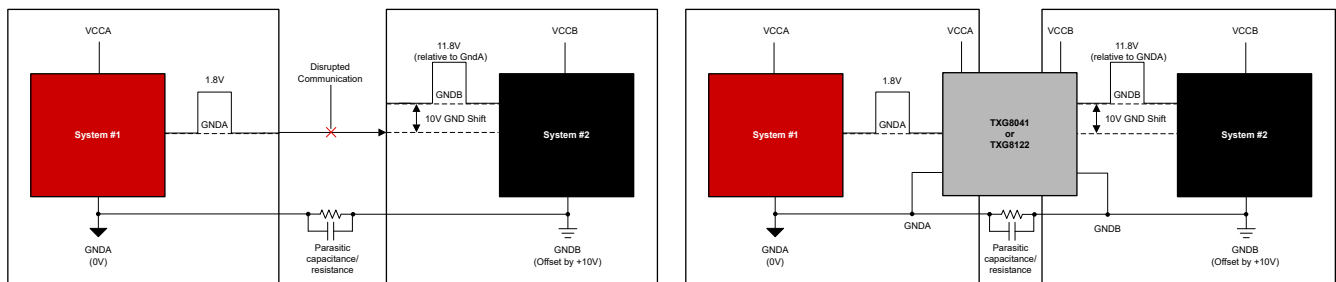 VCCA
VCCB
11.8V
(relative to GndA)
Disrupted
Communication
1.8V
GNDB
GNDA
10V GND Shift
System #1
System #2
GNDA
(0V)
Parasitic
capacitance/
resistance
GNDB
(Offset by +10V)
VCCA
VCCA
VCCB
VCCB
11.8V
(relative to GNDA)
1.8V
GNDB
GNDA
10V GND Shift
System #1
TXG8041
or
TXG8122
System #2
GNDA
GNDB
GNDA
(0V)
Parasitic
capacitance/
resistance
GNDB
(Offset by +10V)